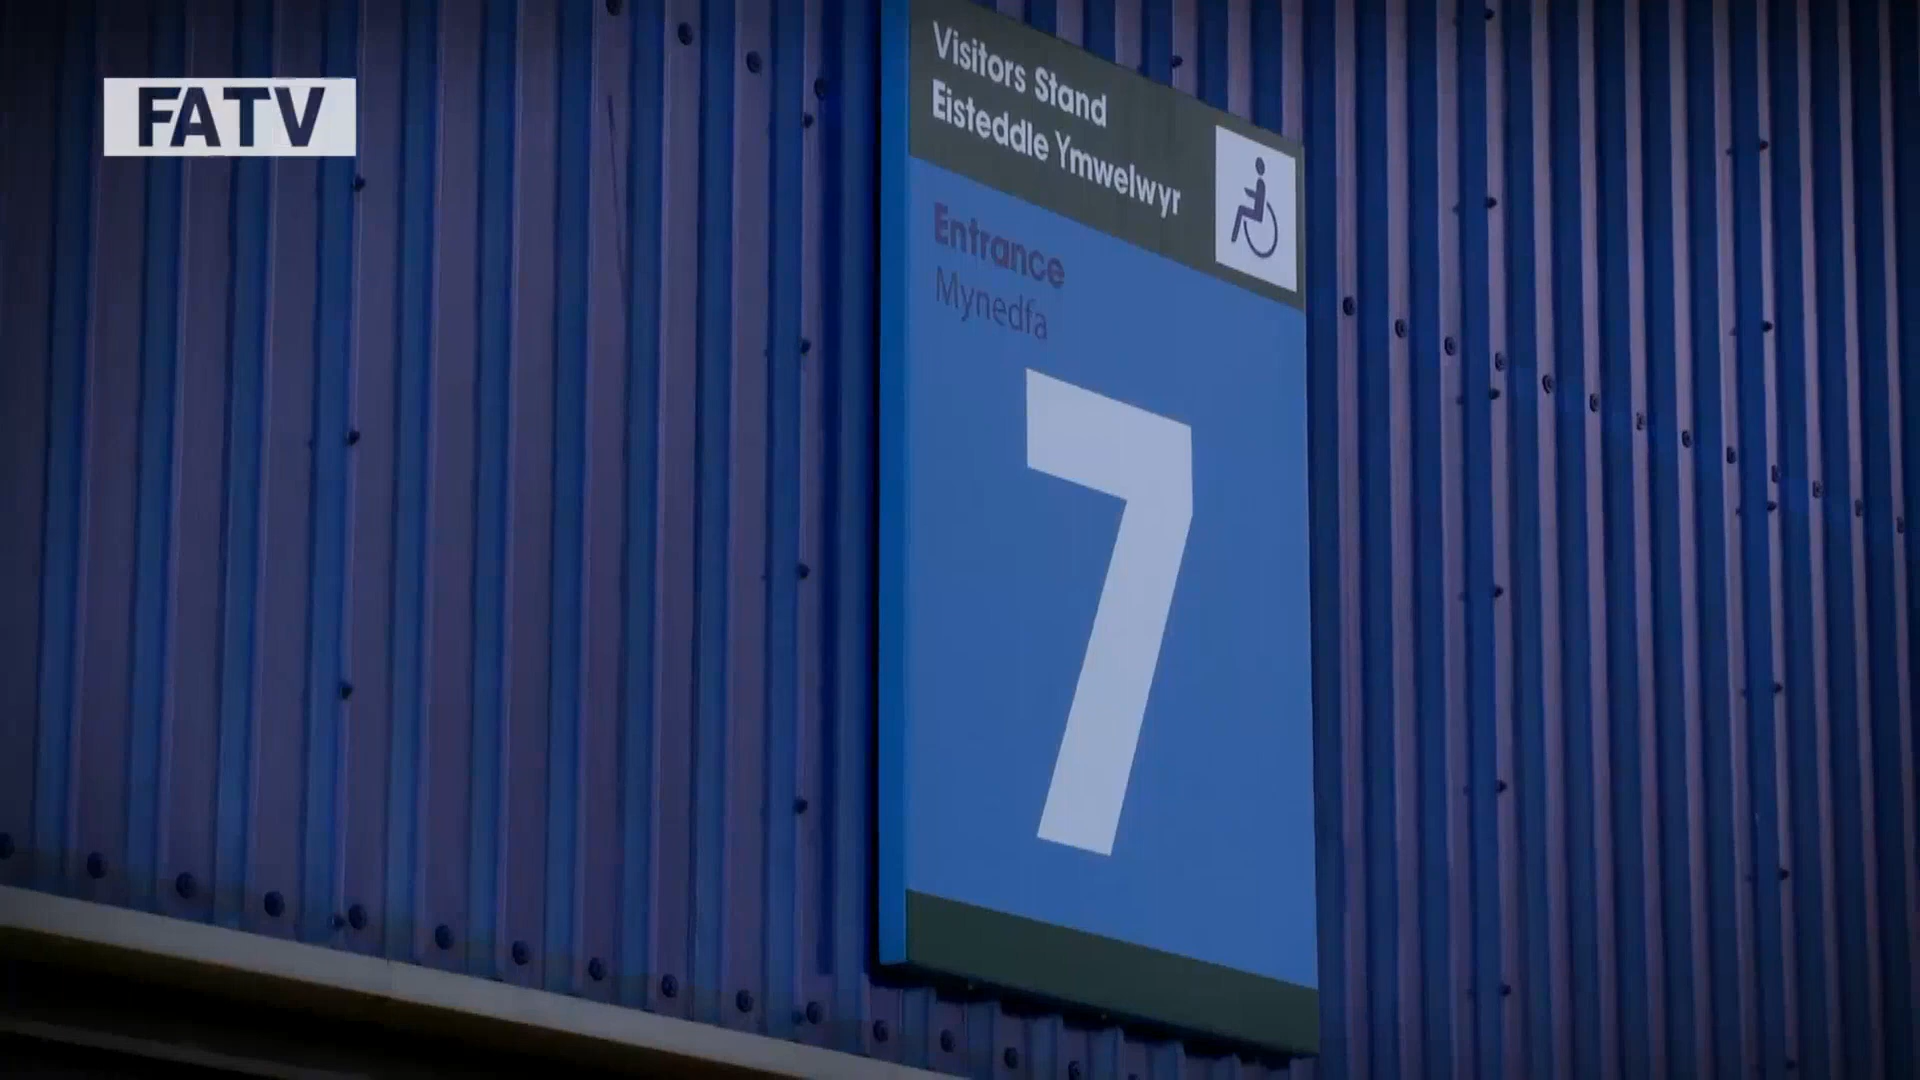 FATV
Visitors Stand
Eisteddle Ymwelwyr
Entrance
Mynedfa
7